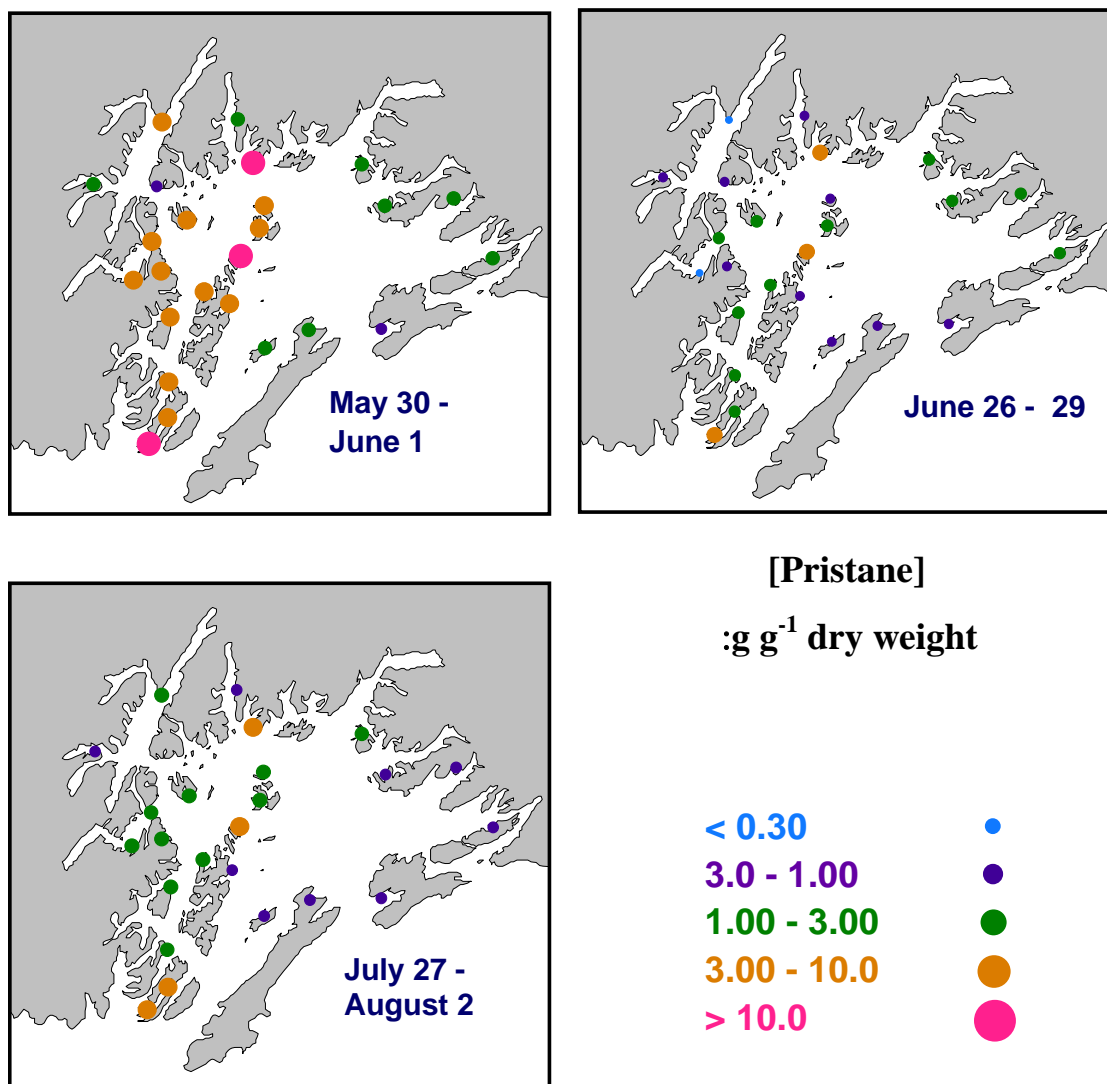 May 30 -
June 1
June 26 -  29
[Pristane]
:g g⁻¹ dry weight
July 27 -
August 2
< 0.30
3.0 - 1.00
1.00 - 3.00
3.00 - 10.0
> 10.0